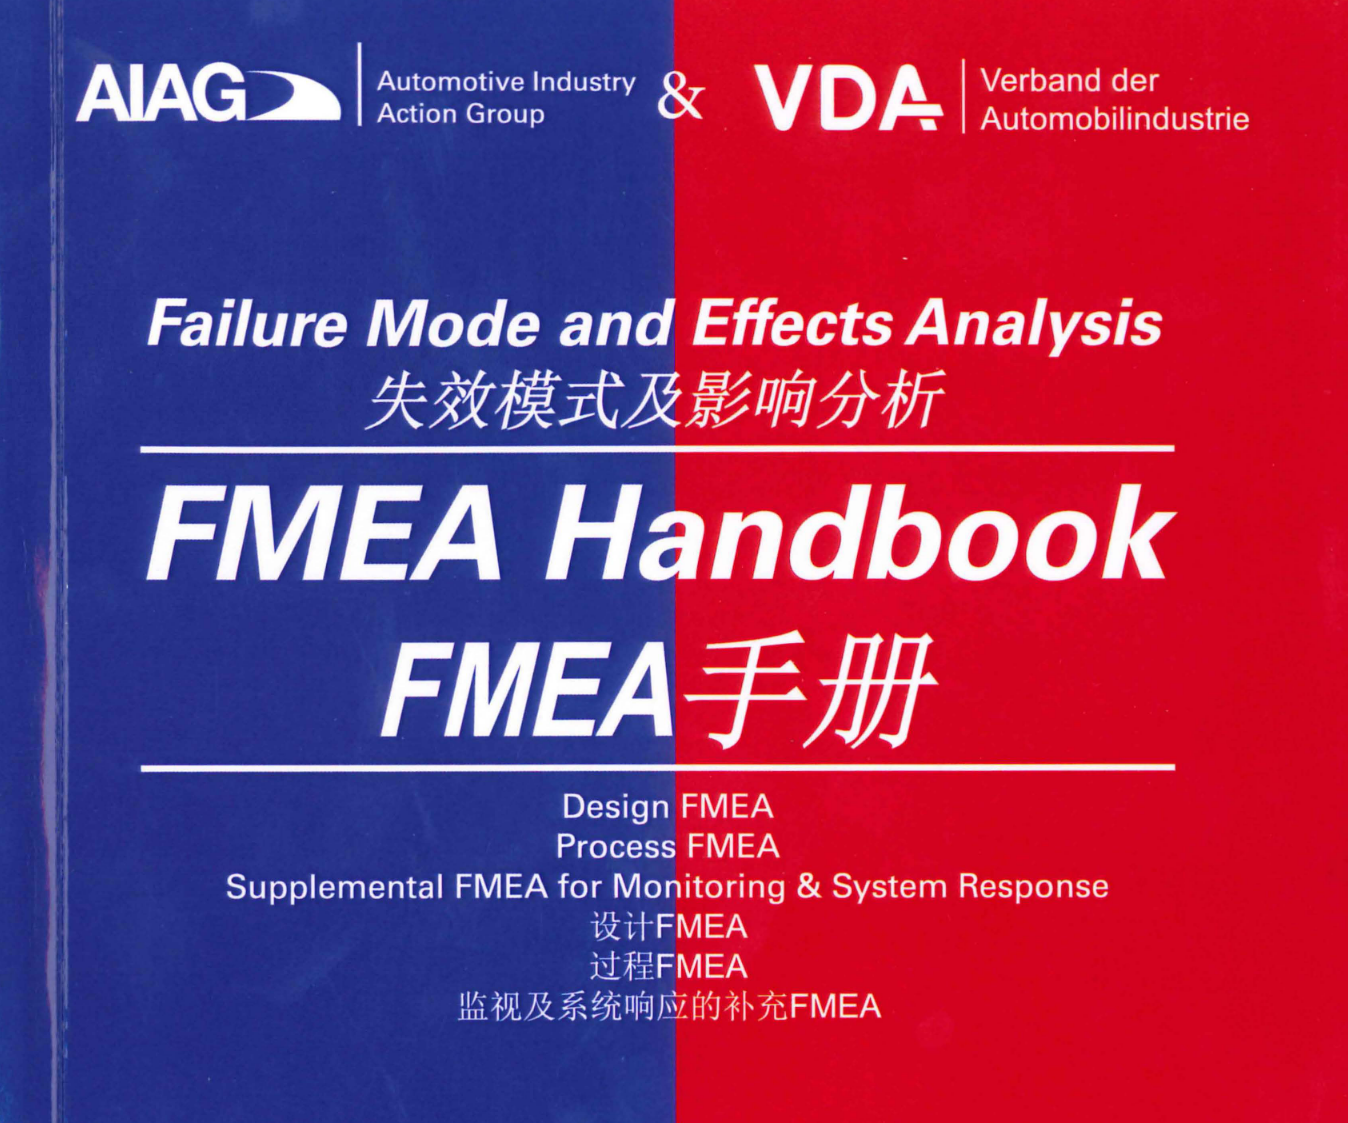 AIAG
Automotive Industry
Action Group
&
VDA
Verband der
Automobilindustrie
Failure Mode and Effects Analysis
失效模式及影响分析
FMEA Handbook
FMEA手册
Design FMEA
Process FMEA
Supplemental FMEA for Monitoring & System Response
设计FMEA
过程FMEA
监视及系统响应的补充FMEA